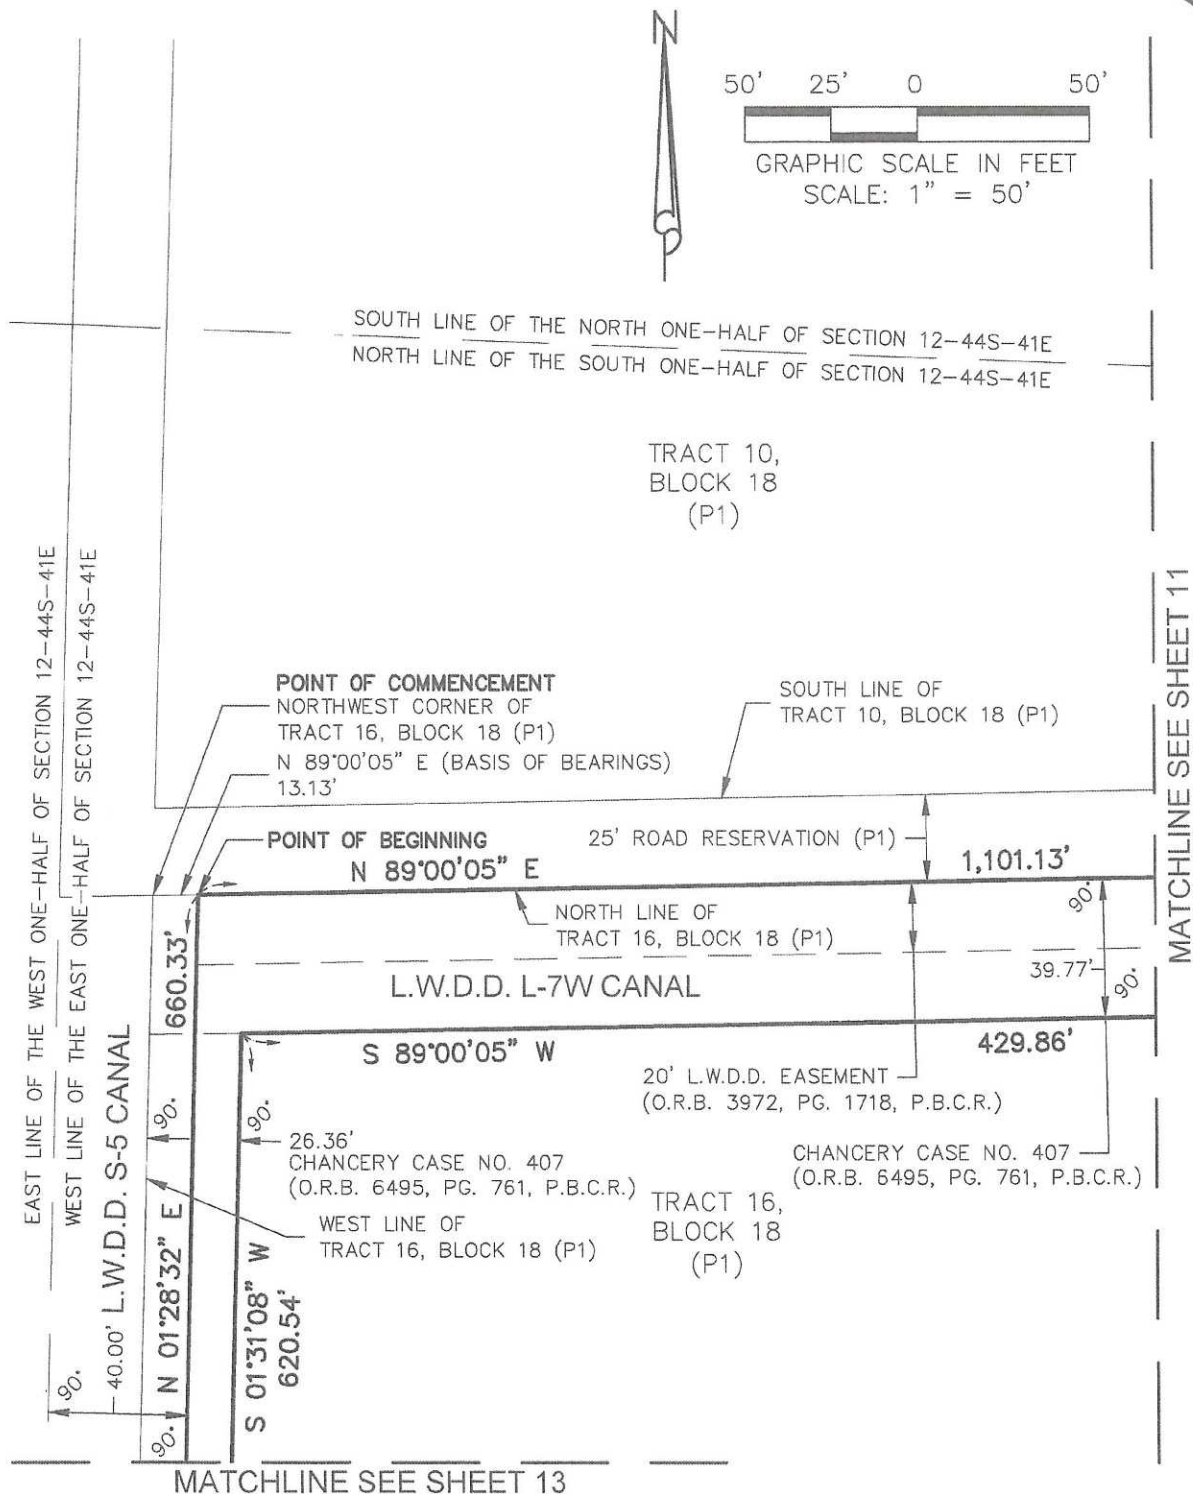 N
50' 25' 0 50'
GRAPHIC SCALE IN FEET
SCALE: 1" = 50'
SOUTH LINE OF THE NORTH ONE-HALF OF SECTION 12-44S-41E
NORTH LINE OF THE SOUTH ONE-HALF OF SECTION 12-44S-41E
TRACT 10,
BLOCK 18
(P1)
EAST LINE OF THE WEST ONE-HALF OF SECTION 12-44S-41E
WEST LINE OF THE EAST ONE-HALF OF SECTION 12-44S-41E
MATCHLINE SEE SHEET 11
POINT OF COMMENCEMENT
NORTHWEST CORNER OF
TRACT 16, BLOCK 18 (P1)
N 89°00'05" E (BASIS OF BEARINGS)
13.13'
SOUTH LINE OF
TRACT 10, BLOCK 18 (P1)
POINT OF BEGINNING
25' ROAD RESERVATION (P1)
N 89°00'05" E
1,101.13'
90°
NORTH LINE OF
TRACT 16, BLOCK 18 (P1)
660.33'
39.77'
90°
L.W.D.D. L-7W CANAL
S 89°00'05" W
429.86'
20' L.W.D.D. EASEMENT
(O.R.B. 3972, PG. 1718, P.B.C.R.)
90°
90°
26.36'
CHANCERY CASE NO. 407
(O.R.B. 6495, PG. 761, P.B.C.R.)
CHANCERY CASE NO. 407
(O.R.B. 6495, PG. 761, P.B.C.R.)
WEST LINE OF
TRACT 16, BLOCK 18 (P1)
TRACT 16,
BLOCK 18
(P1)
L.W.D.D. S-5 CANAL
40.00'
N 01°28'32" E
S 01°31'08" W
620.54'
90°
90°
MATCHLINE SEE SHEET 13